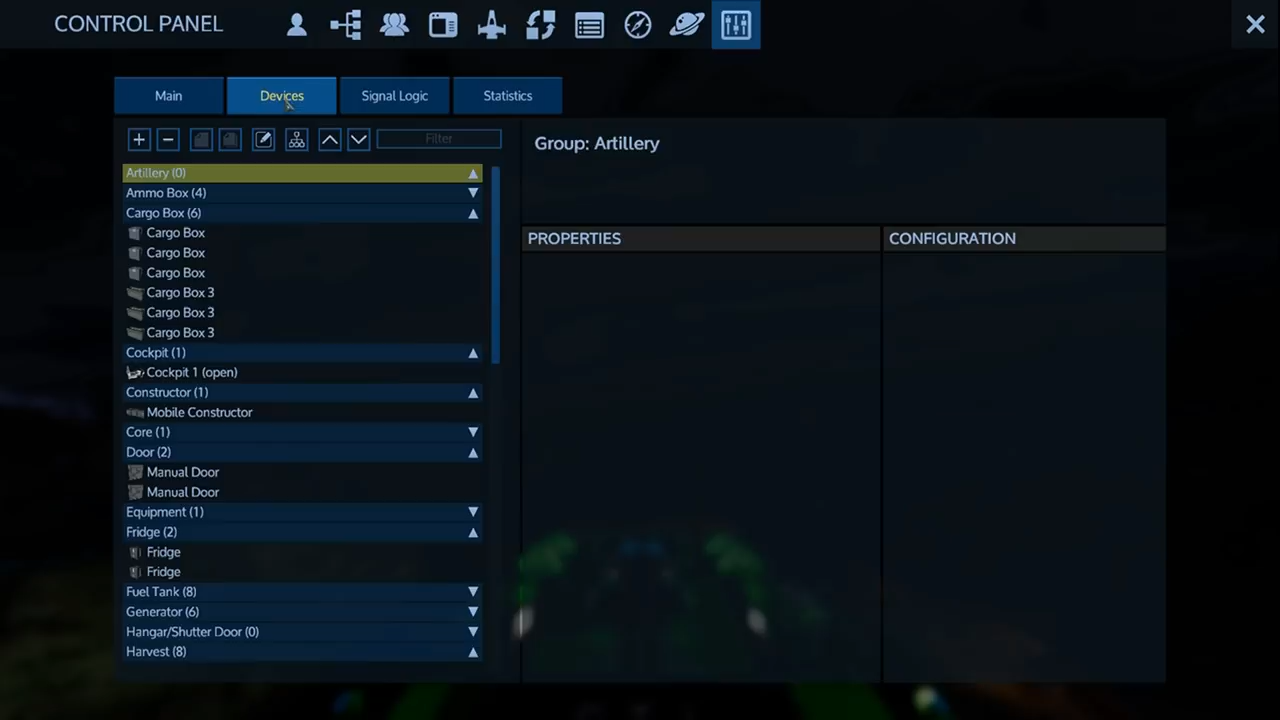 CONTROL PANEL
Main
Devices
Signal Logic
Statistics
Filter
Group: Artillery
Artillery (0)
Ammo Box (4)
Cargo Box (6)
Cargo Box
Cargo Box
Cargo Box
Cargo Box 3
Cargo Box 3
Cargo Box 3
Cockpit (1)
Cockpit 1 (open)
Constructor (1)
Mobile Constructor
Core (1)
Door (2)
Manual Door
Manual Door
Equipment (1)
Fridge (2)
Fridge
Fridge
Fuel Tank (8)
Generator (6)
Hangar/Shutter Door (0)
Harvest (8)
PROPERTIES
CONFIGURATION